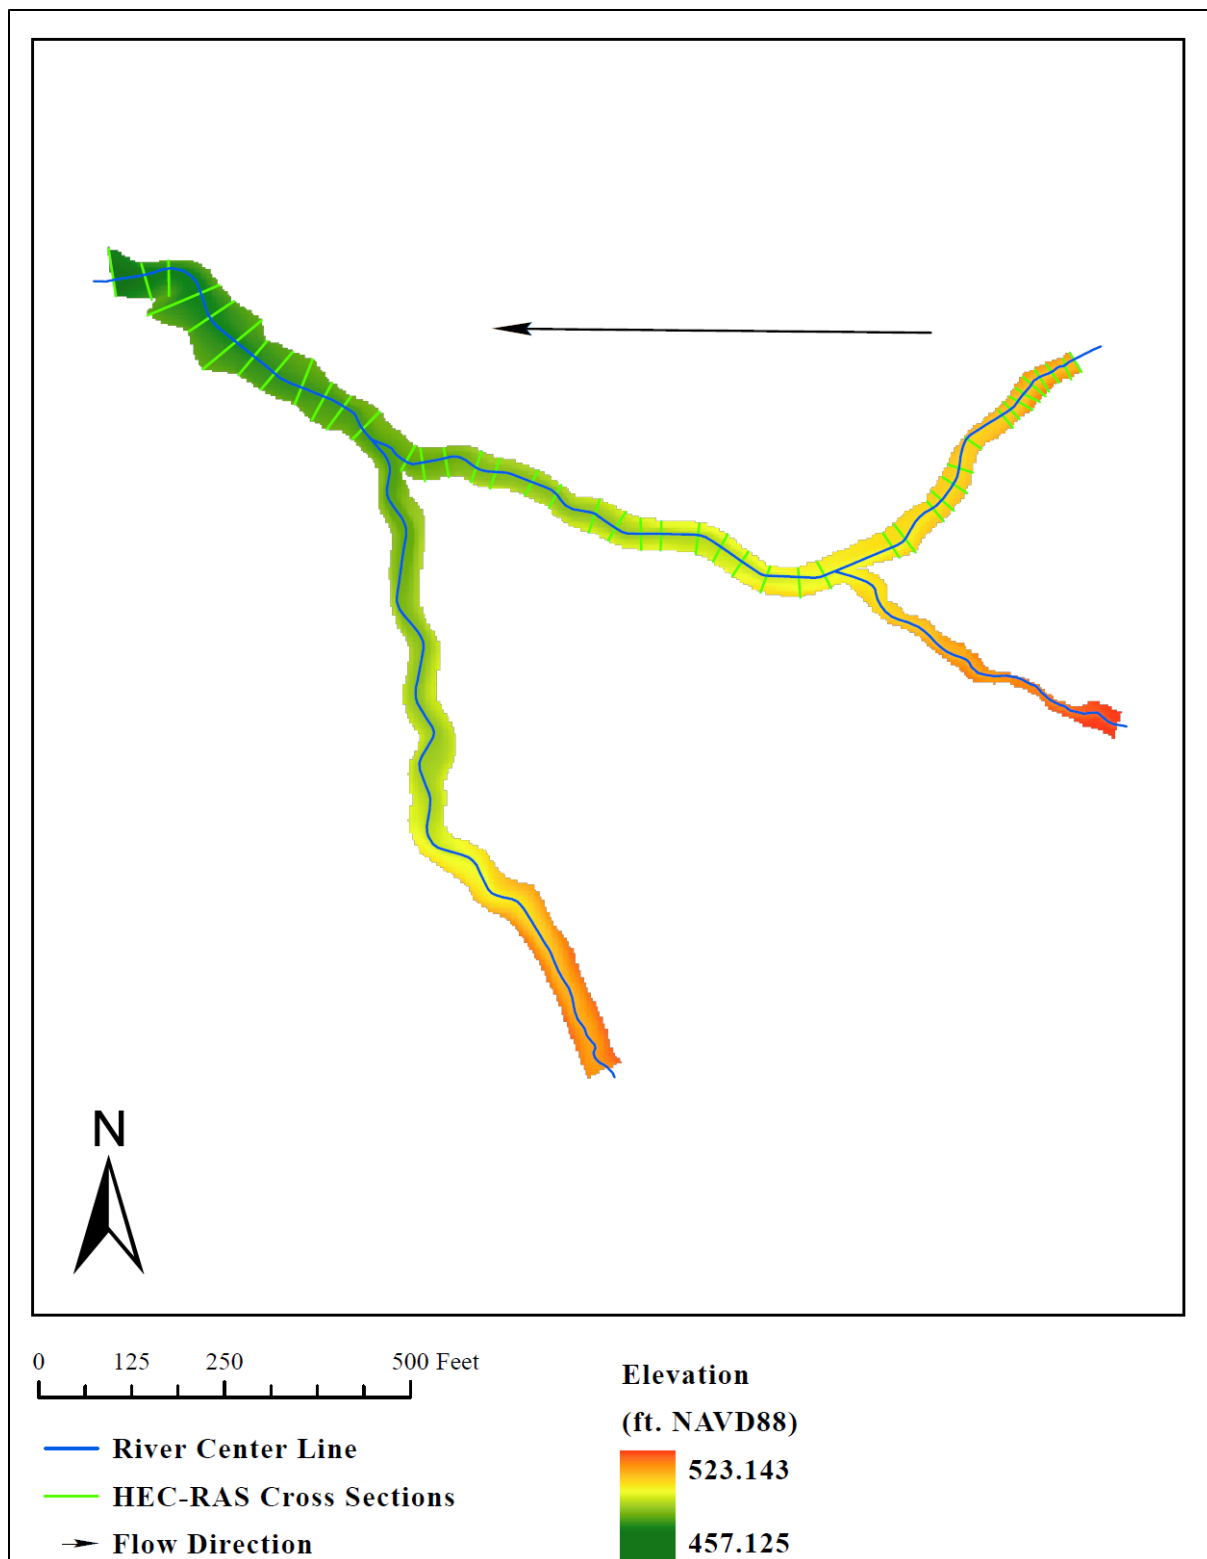 N
0 125 250 500 Feet
River Center Line
HEC-RAS Cross Sections
Flow Direction
Elevation
(ft. NAVD88)
523.143
457.125